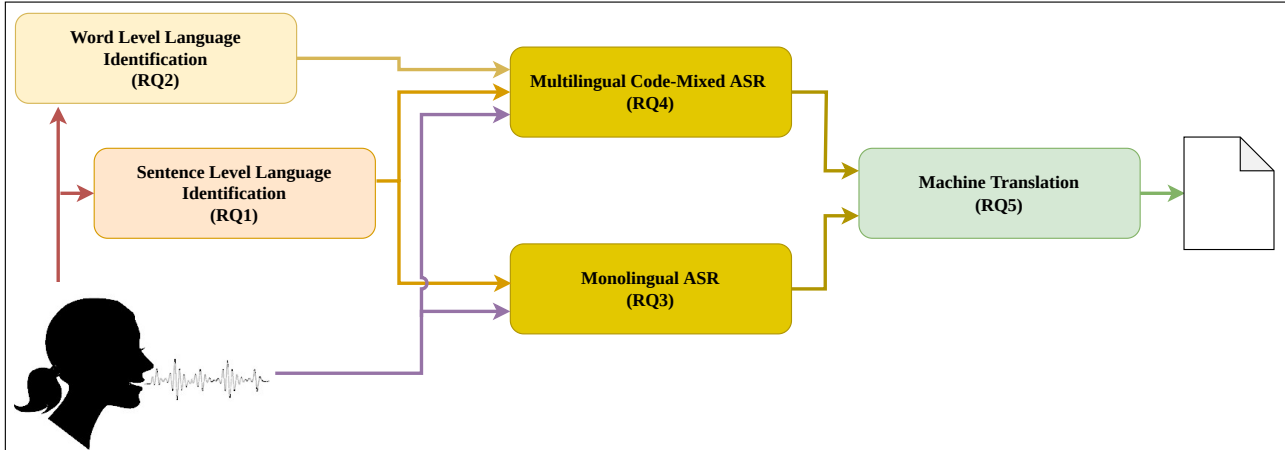 Word Level Language
Identification
(RQ2)
Sentence Level Language
Identification
(RQ1)
Multilingual Code-Mixed ASR
(RQ4)
Monolingual ASR
(RQ3)
Machine Translation
(RQ5)